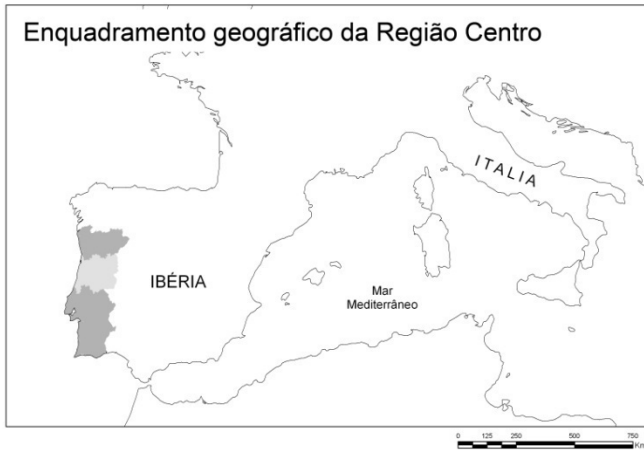 Enquadramento geográfico da Região Centro
ITALIA
IBÉRIA
Mar
Mediterrâneo
0 125 250 500 750
Km